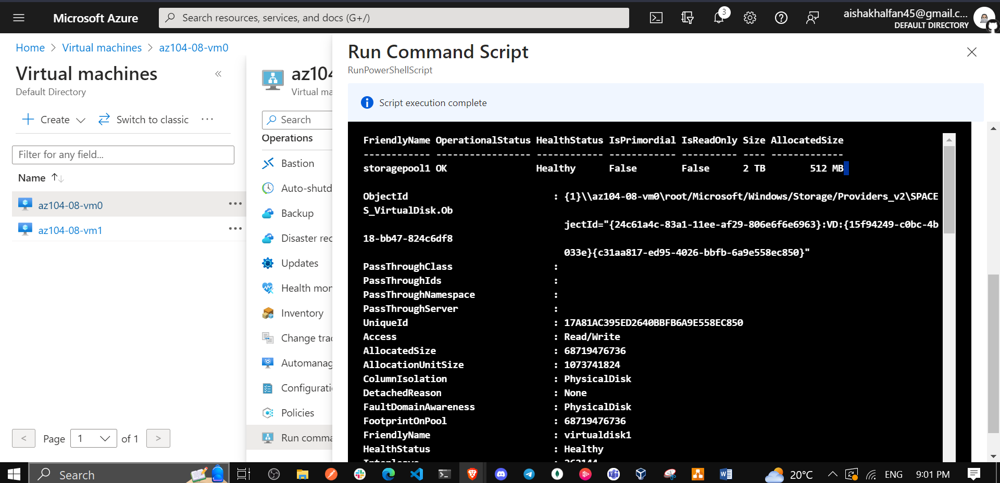 Microsoft Azure
Search resources, services, and docs (G+/)
3
aishakhalfan45@gmail.c...
DEFAULT DIRECTORY
Home > Virtual machines > az104-08-vm0
Virtual machines
Default Directory
Create
Switch to classic
Filter for any field...
Name
az104-08-vm0
az104-08-vm1
< Page 1 of 1 >
az104
Virtual ma
Search
Operations
Bastion
Auto-shutd
Backup
Disaster rec
Updates
Health mon
Inventory
Change trac
Automanag
Configurati
Policies
Run comma
Run Command Script
RunPowerShellScript
Script execution complete
FriendlyName OperationalStatus HealthStatus IsPrimordial IsReadOnly Size AllocatedSize
------------ ----------------- ------------ ------------ ---------- ---- -------------
storagepool1 OK Healthy False False 2 TB 512 MB
ObjectId : {1}\\az104-08-vm0\root/Microsoft/Windows/Storage/Providers_v2\SPACE
S_VirtualDisk.Ob
jectId="{24c61a4c-83a1-11ee-af29-806e6f6e6963}:VD:{15f94249-c0bc-4b
18-bb47-824c6df8
033e}{c31aa817-ed95-4026-bbfb-6a9e558ec850}"
PassThroughClass :
PassThroughIds :
PassThroughNamespace :
PassThroughServer :
UniqueId : 17A81AC395ED2640BBFB6A9E558EC850
Access : Read/Write
AllocatedSize : 68719476736
AllocationUnitSize : 1073741824
ColumnIsolation : PhysicalDisk
DetachedReason : None
FaultDomainAwareness : PhysicalDisk
FootprintOnPool : 68719476736
FriendlyName : virtualdisk1
HealthStatus : Healthy
Interleave : 262144
Search
20°C
ENG
9:01 PM